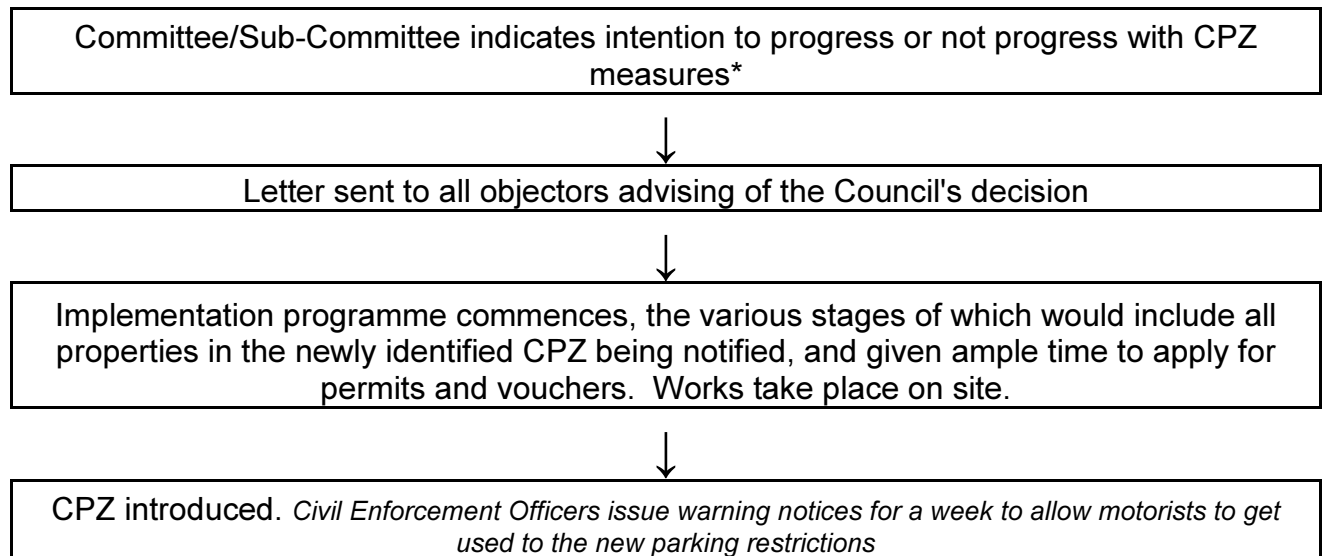 Committee/Sub-Committee indicates intention to progress or not progress with CPZ
measures*
↓
Letter sent to all objectors advising of the Council's decision
↓
Implementation programme commences, the various stages of which would include all
properties in the newly identified CPZ being notified, and given ample time to apply for
permits and vouchers.  Works take place on site.
↓
CPZ introduced. Civil Enforcement Officers issue warning notices for a week to allow motorists to get
used to the new parking restrictions